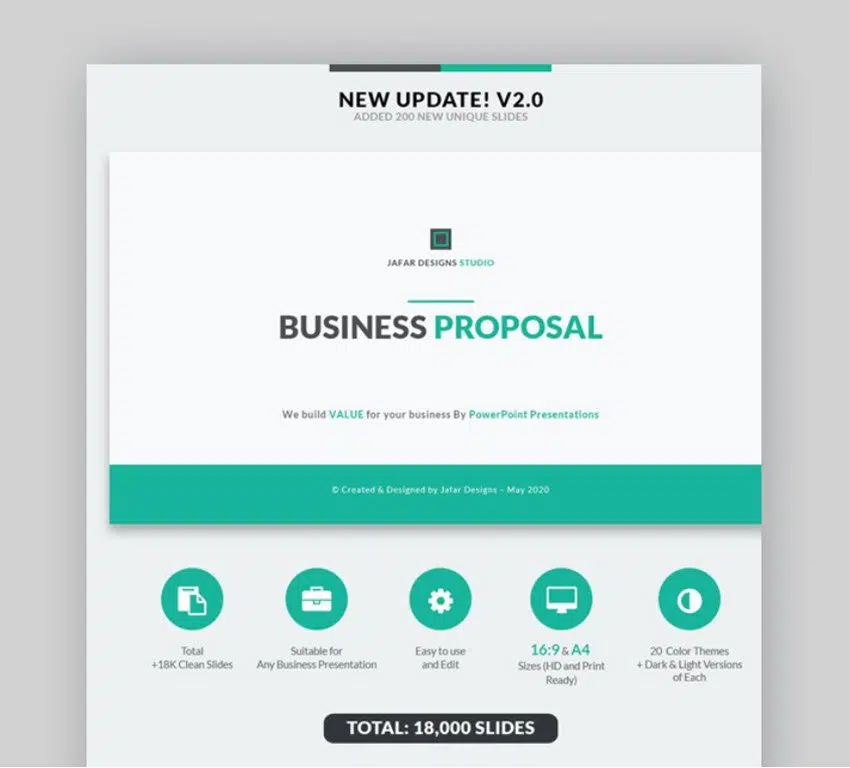 NEW UPDATE! V2.0
ADDED 200 NEW UNIQUE SLIDES
JAFAR DESIGNS STUDIO
BUSINESS PROPOSAL
We build VALUE for your business By PowerPoint Presentations
© Created & Designed by Jafar Designs – May 2020
Total
+18K Clean Slides
Suitable for
Any Business Presentation
Easy to use
and Edit
16:9 & A4
Sizes (HD and Print
Ready)
20 Color Themes
+ Dark & Light Versions
of Each
TOTAL: 18,000 SLIDES